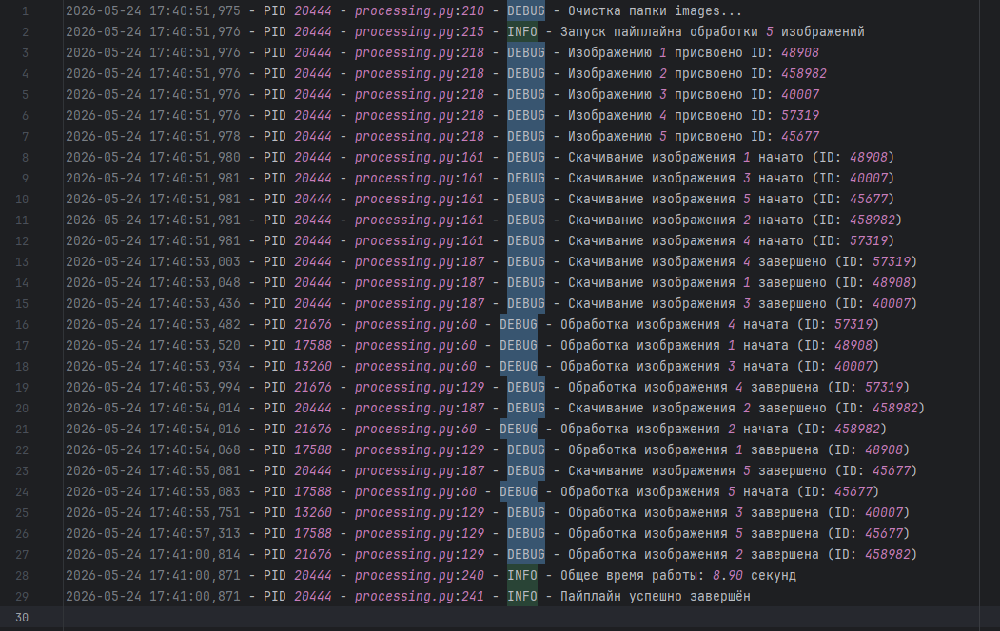 1 2026-05-24 17:40:51,975 - PID 20444 - processing.py:210 - DEBUG - Очистка папки images...
2 2026-05-24 17:40:51,976 - PID 20444 - processing.py:215 - INFO - Запуск пайплайна обработки 5 изображений
3 2026-05-24 17:40:51,976 - PID 20444 - processing.py:218 - DEBUG - Изображению 1 присвоено ID: 48908
4 2026-05-24 17:40:51,976 - PID 20444 - processing.py:218 - DEBUG - Изображению 2 присвоено ID: 458982
5 2026-05-24 17:40:51,976 - PID 20444 - processing.py:218 - DEBUG - Изображению 3 присвоено ID: 40007
6 2026-05-24 17:40:51,976 - PID 20444 - processing.py:218 - DEBUG - Изображению 4 присвоено ID: 57319
7 2026-05-24 17:40:51,978 - PID 20444 - processing.py:218 - DEBUG - Изображению 5 присвоено ID: 45677
8 2026-05-24 17:40:51,980 - PID 20444 - processing.py:161 - DEBUG - Скачивание изображения 1 начато (ID: 48908)
9 2026-05-24 17:40:51,981 - PID 20444 - processing.py:161 - DEBUG - Скачивание изображения 3 начато (ID: 40007)
10 2026-05-24 17:40:51,981 - PID 20444 - processing.py:161 - DEBUG - Скачивание изображения 5 начато (ID: 45677)
11 2026-05-24 17:40:51,981 - PID 20444 - processing.py:161 - DEBUG - Скачивание изображения 2 начато (ID: 458982)
12 2026-05-24 17:40:51,981 - PID 20444 - processing.py:161 - DEBUG - Скачивание изображения 4 начато (ID: 57319)
13 2026-05-24 17:40:53,003 - PID 20444 - processing.py:187 - DEBUG - Скачивание изображения 4 завершено (ID: 57319)
14 2026-05-24 17:40:53,048 - PID 20444 - processing.py:187 - DEBUG - Скачивание изображения 1 завершено (ID: 48908)
15 2026-05-24 17:40:53,436 - PID 20444 - processing.py:187 - DEBUG - Скачивание изображения 3 завершено (ID: 40007)
16 2026-05-24 17:40:53,482 - PID 21676 - processing.py:60 - DEBUG - Обработка изображения 4 начата (ID: 57319)
17 2026-05-24 17:40:53,520 - PID 17588 - processing.py:60 - DEBUG - Обработка изображения 1 начата (ID: 48908)
18 2026-05-24 17:40:53,934 - PID 13260 - processing.py:60 - DEBUG - Обработка изображения 3 начата (ID: 40007)
19 2026-05-24 17:40:53,994 - PID 21676 - processing.py:129 - DEBUG - Обработка изображения 4 завершена (ID: 57319)
20 2026-05-24 17:40:54,014 - PID 20444 - processing.py:187 - DEBUG - Скачивание изображения 2 завершено (ID: 458982)
21 2026-05-24 17:40:54,016 - PID 21676 - processing.py:60 - DEBUG - Обработка изображения 2 начата (ID: 458982)
22 2026-05-24 17:40:54,068 - PID 17588 - processing.py:129 - DEBUG - Обработка изображения 1 завершена (ID: 48908)
23 2026-05-24 17:40:55,081 - PID 20444 - processing.py:187 - DEBUG - Скачивание изображения 5 завершено (ID: 45677)
24 2026-05-24 17:40:55,083 - PID 17588 - processing.py:60 - DEBUG - Обработка изображения 5 начата (ID: 45677)
25 2026-05-24 17:40:55,751 - PID 13260 - processing.py:129 - DEBUG - Обработка изображения 3 завершена (ID: 40007)
26 2026-05-24 17:40:57,313 - PID 17588 - processing.py:129 - DEBUG - Обработка изображения 5 завершена (ID: 45677)
27 2026-05-24 17:41:00,814 - PID 21676 - processing.py:129 - DEBUG - Обработка изображения 2 завершена (ID: 458982)
28 2026-05-24 17:41:00,871 - PID 20444 - processing.py:240 - INFO - Общее время работы: 8.90 секунд
29 2026-05-24 17:41:00,871 - PID 20444 - processing.py:241 - INFO - Пайплайн успешно завершён
30